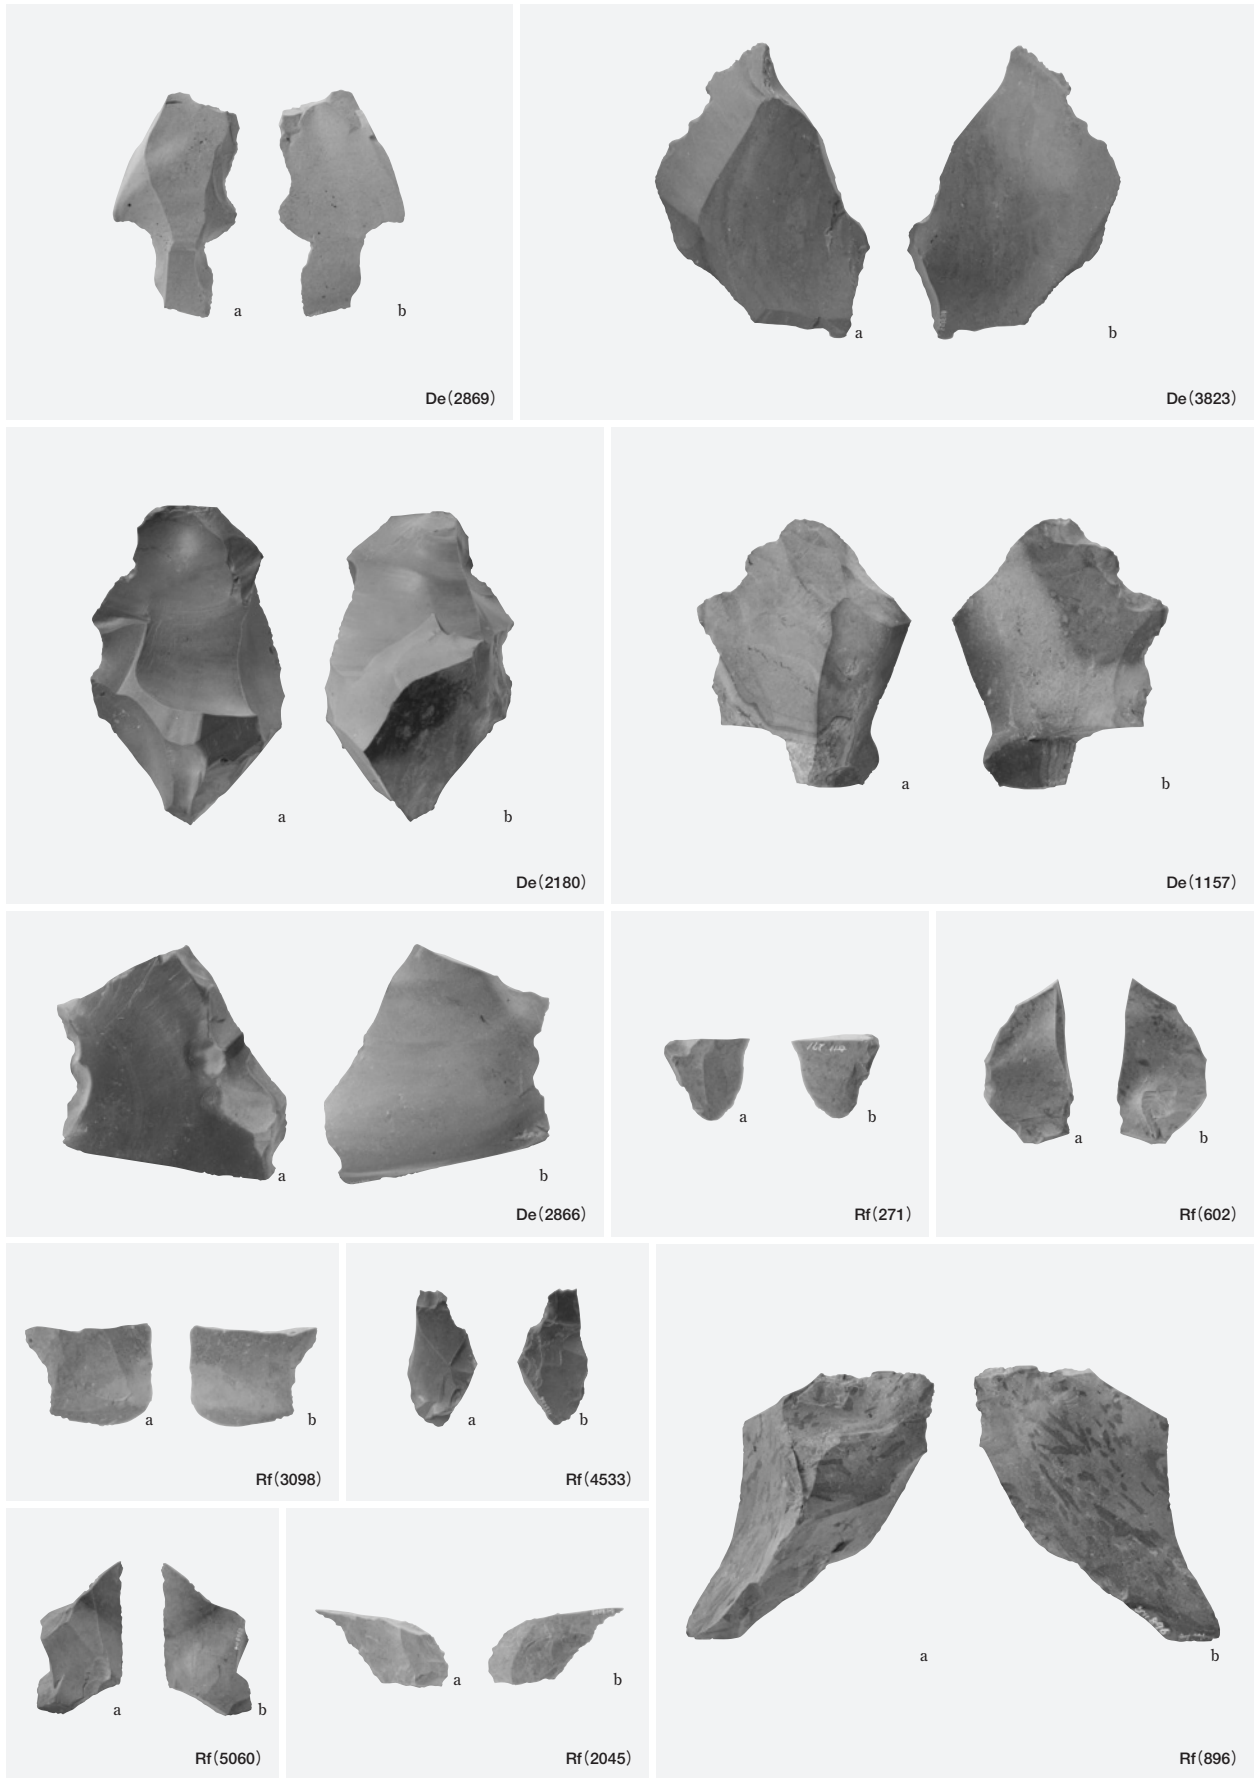 a
b
De(2869)
a
b
De(3823)
a
b
De(2180)
a
b
De(1157)
a
b
De(2866)
a
b
Rf(271)
a
b
Rf(602)
a
b
Rf(3098)
a
b
Rf(4533)
a
b
Rf(896)
a
b
Rf(5060)
a
b
Rf(2045)